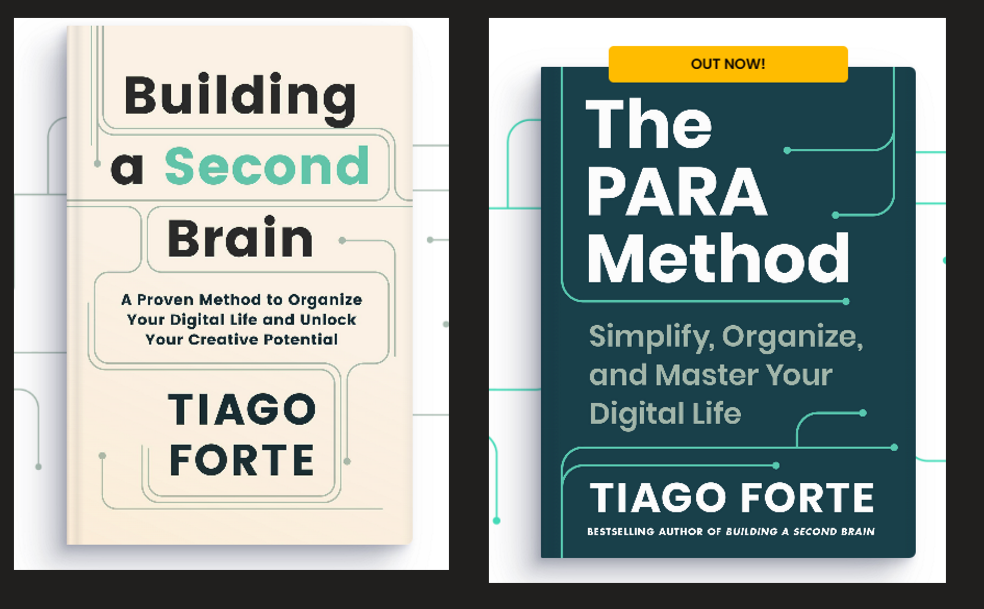 Building
a Second
Brain
A Proven Method to Organize
Your Digital Life and Unlock
Your Creative Potential
TIAGO
FORTE
OUT NOW!
The
PARA
Method
Simplify, Organize,
and Master Your
Digital Life
TIAGO FORTE
BESTSELLING AUTHOR OF BUILDING A SECOND BRAIN